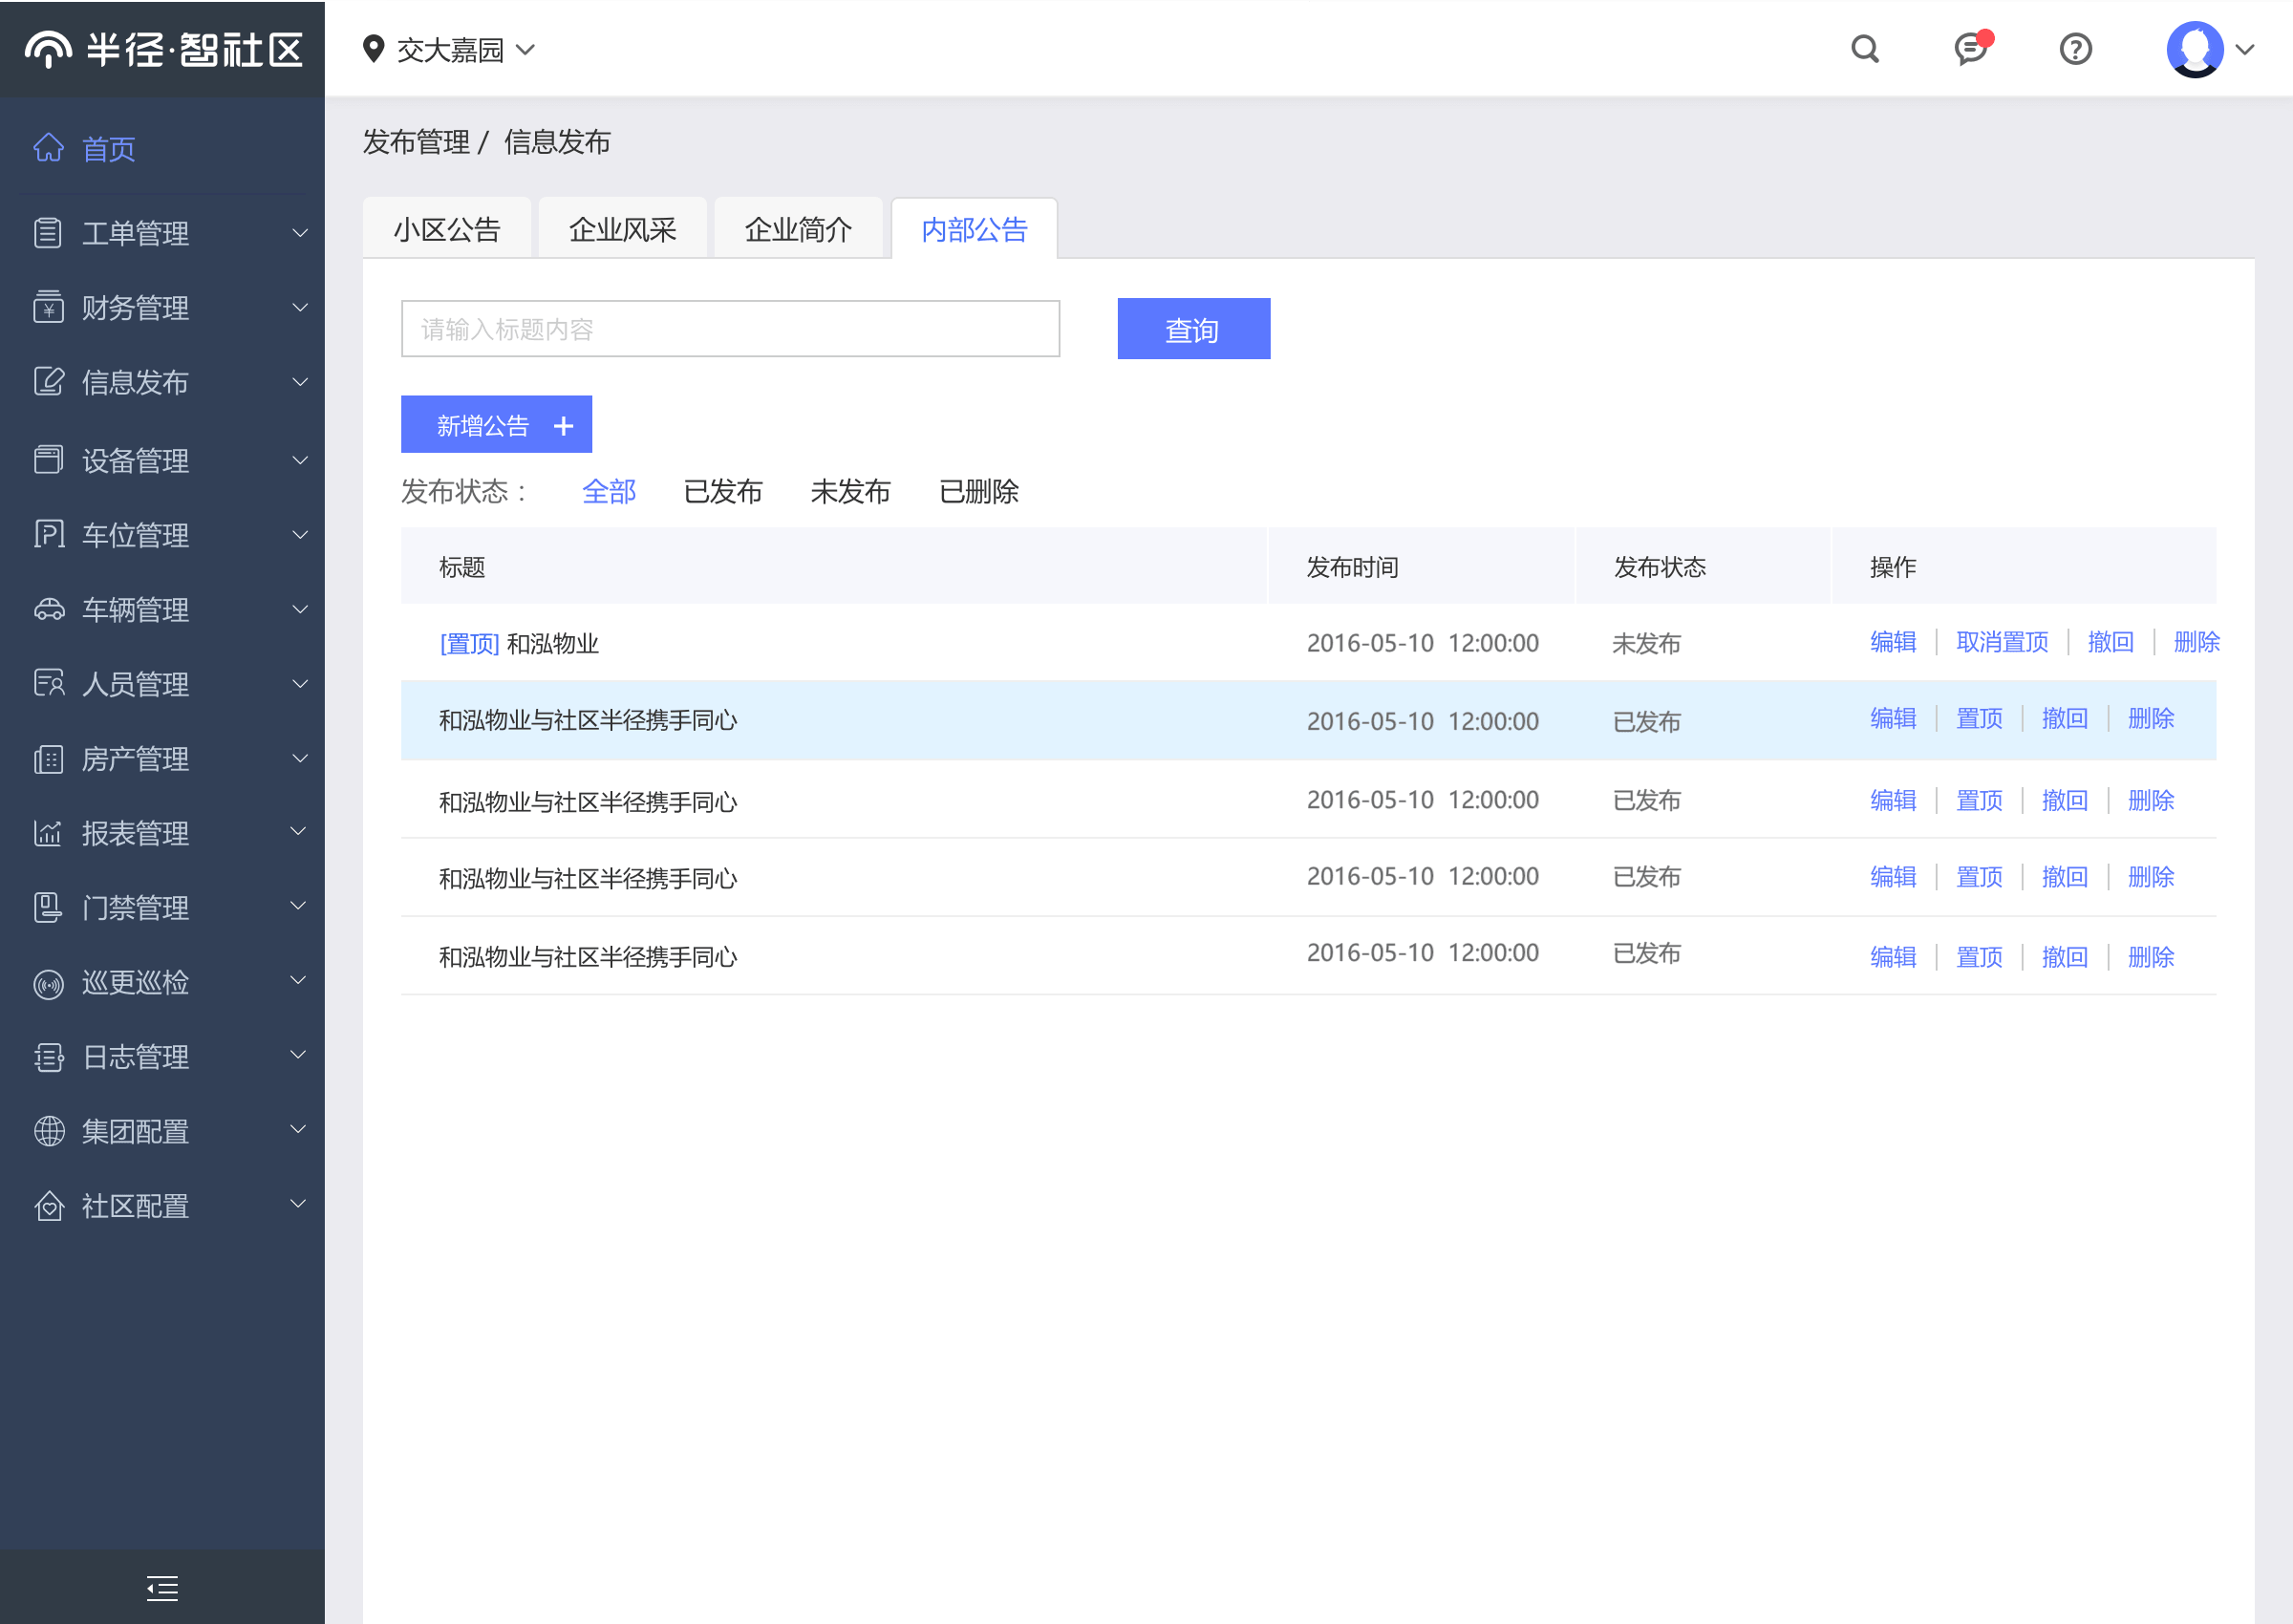 半径·智社区
交大嘉园
首页
工单管理
财务管理
信息发布
设备管理
车位管理
车辆管理
人员管理
房产管理
报表管理
门禁管理
巡更巡检
日志管理
集团配置
社区配置
发布管理 / 信息发布
小区公告 企业风采 企业简介 内部公告
请输入标题内容 查询
新增公告 +
发布状态： 全部 已发布 未发布 已删除
标题 发布时间 发布状态 操作
[置顶] 和泓物业 2016-05-10 12:00:00 未发布 编辑 取消置顶 撤回 删除
和泓物业与社区半径携手同心 2016-05-10 12:00:00 已发布 编辑 置顶 撤回 删除
和泓物业与社区半径携手同心 2016-05-10 12:00:00 已发布 编辑 置顶 撤回 删除
和泓物业与社区半径携手同心 2016-05-10 12:00:00 已发布 编辑 置顶 撤回 删除
和泓物业与社区半径携手同心 2016-05-10 12:00:00 已发布 编辑 置顶 撤回 删除